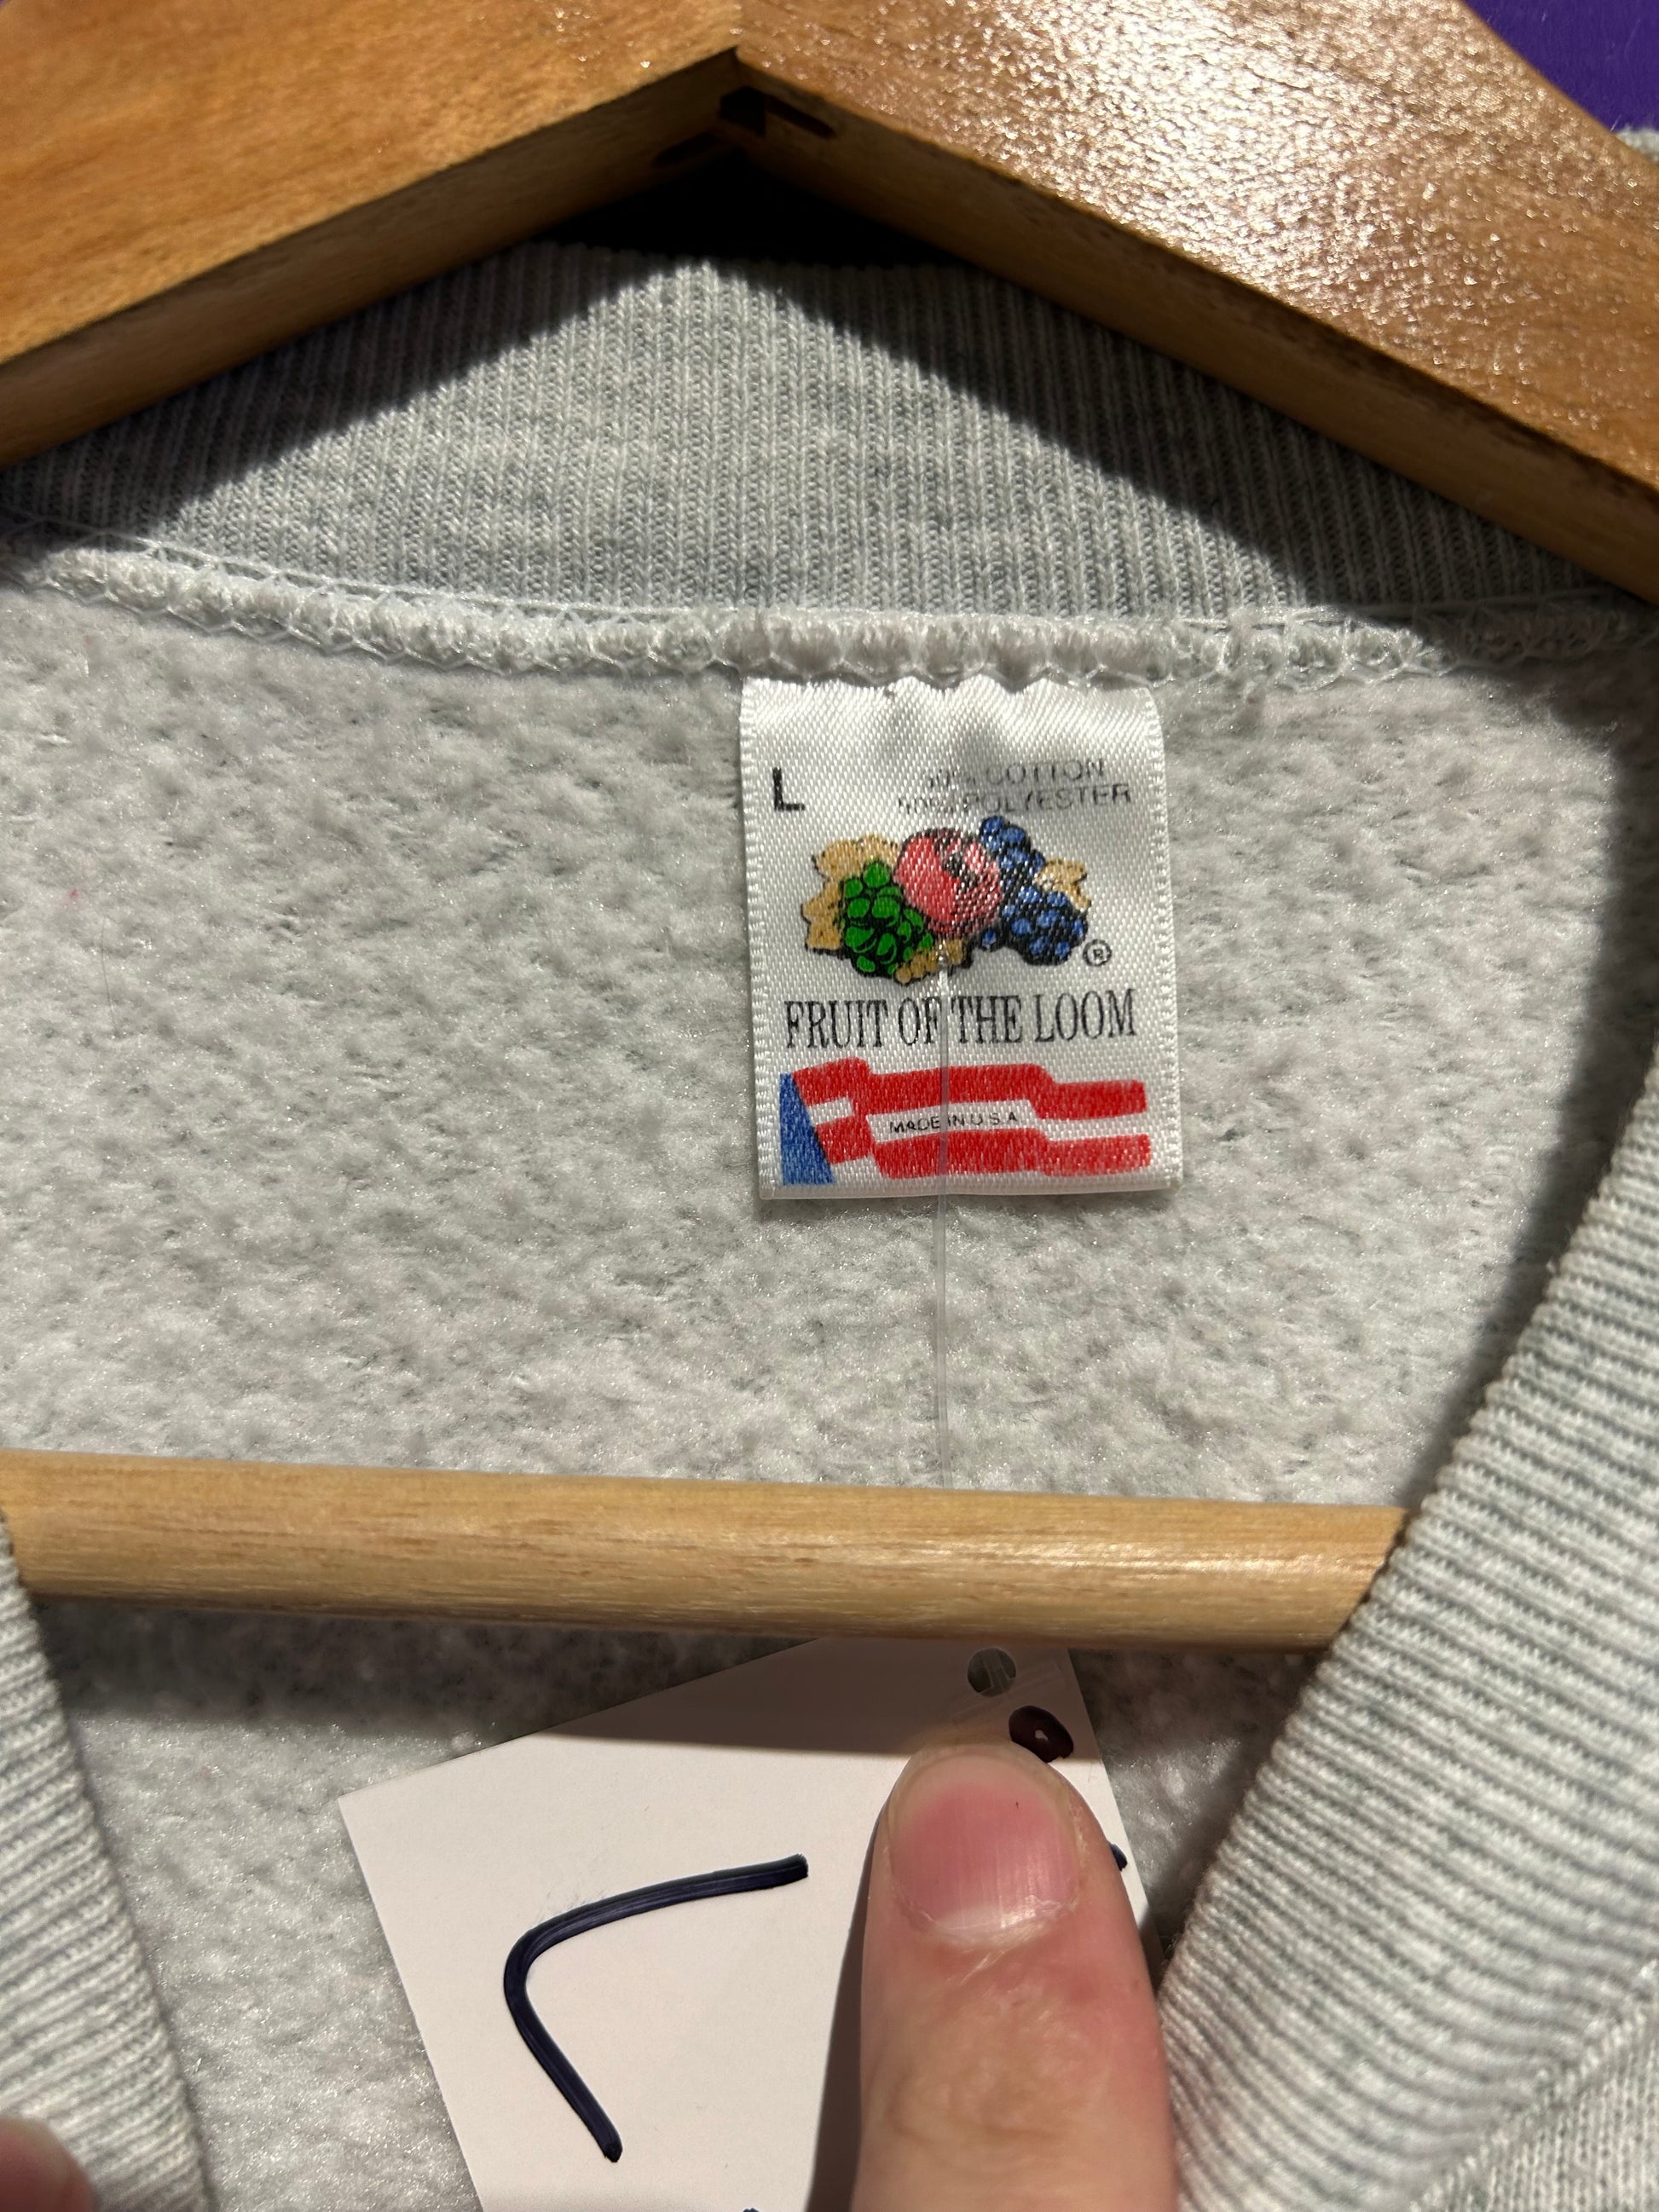 L
50% COTTON
50% POLYESTER
®
FRUIT OF THE LOOM
MADE IN U.S.A
L